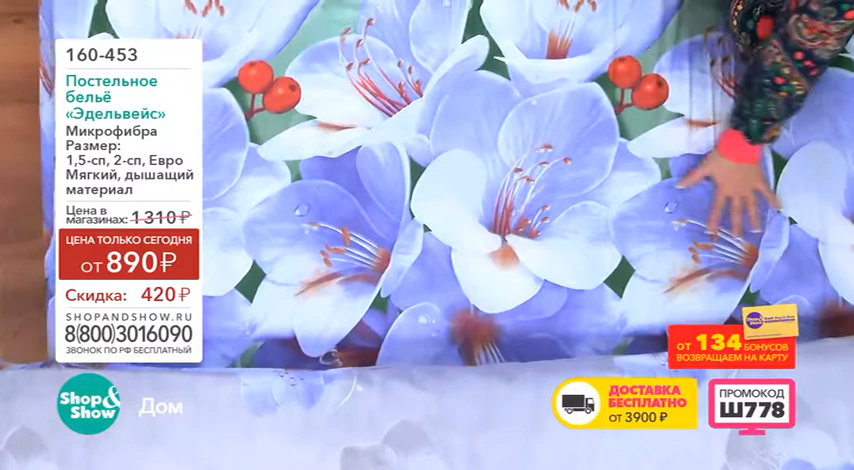 160-453
Постельное
бельё
«Эдельвейс»
Микрофибра
Размер:
1,5-сп, 2-сп, Евро
Мягкий, дышащий
материал
Цена в
магазинах: 1 310 ₽
ЦЕНА ТОЛЬКО СЕГОДНЯ
от 890 ₽
Скидка: 420 ₽
SHOPANDSHOW.RU
8(800)3016090
ЗВОНОК ПО РФ БЕСПЛАТНЫЙ
Shop &
Show
Дом
Shop &
Show
от 134 БОНУСОВ
ВОЗВРАЩАЕМ НА КАРТУ
ДОСТАВКА
БЕСПЛАТНО
от 3900 ₽
ПРОМОКОД
Ш778